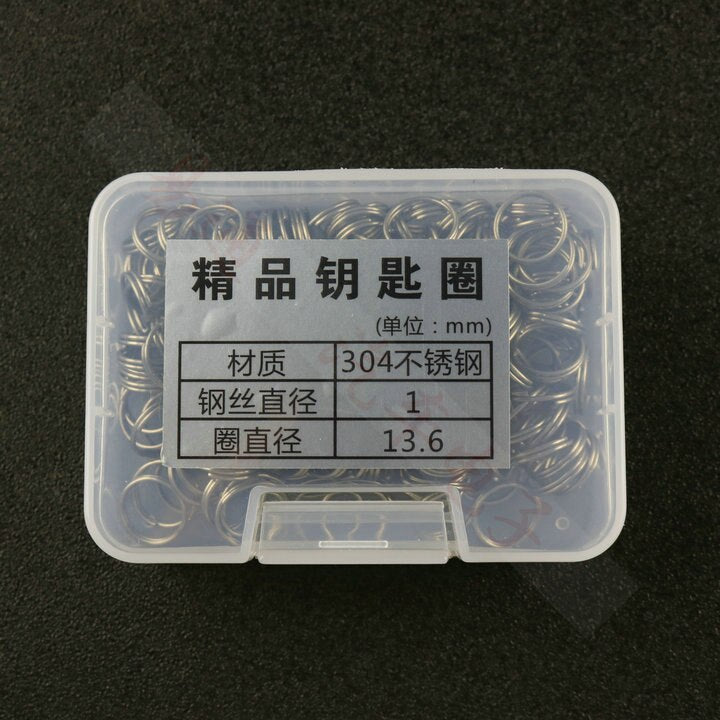 精品钥匙圈
(单位：mm)
材质 304不锈钢
钢丝直径 1
圈直径 13.6